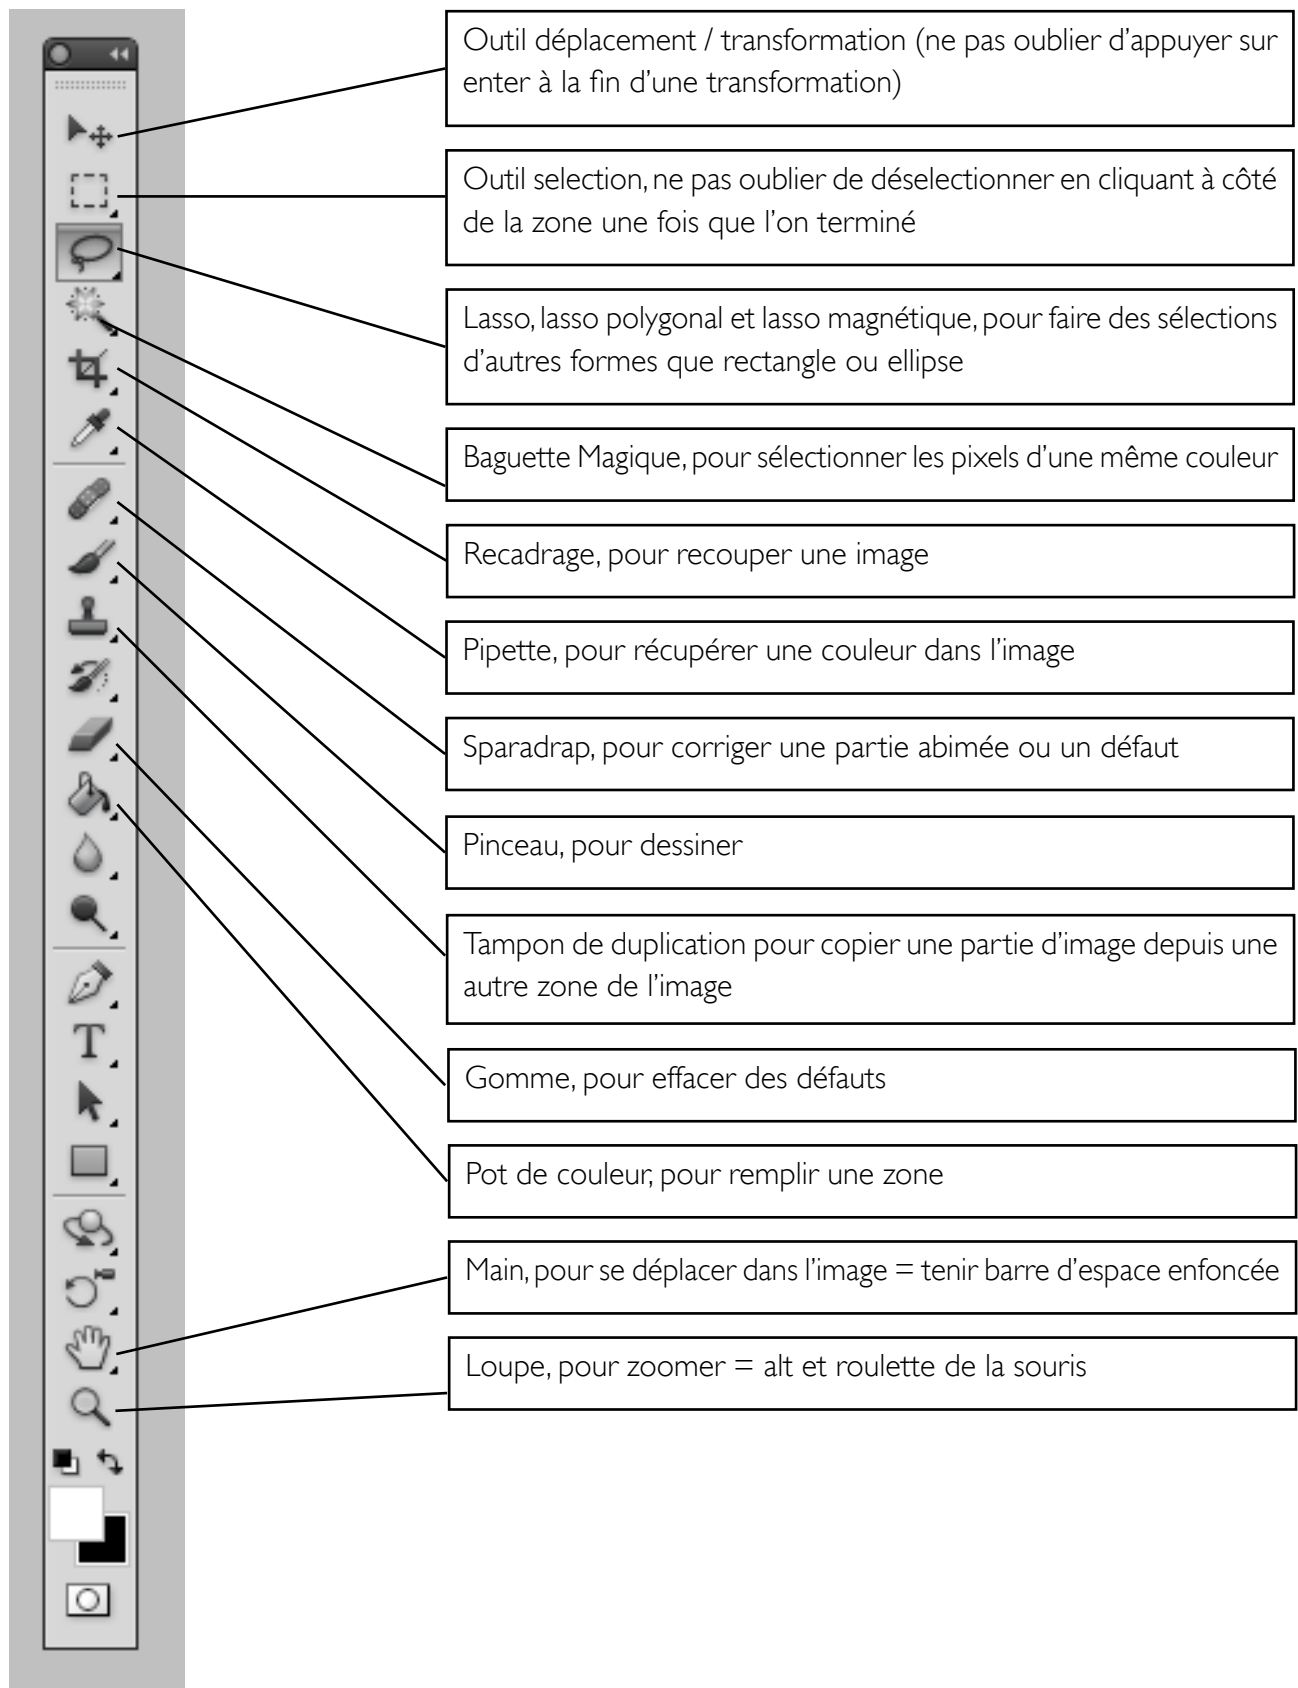 Outil déplacement / transformation (ne pas oublier d'appuyer sur
enter à la fin d'une transformation)
Outil selection, ne pas oublier de déselectionner en cliquant à côté
de la zone une fois que l'on terminé
Lasso, lasso polygonal et lasso magnétique, pour faire des sélections
d'autres formes que rectangle ou ellipse
Baguette Magique, pour sélectionner les pixels d'une même couleur
Recadrage, pour recouper une image
Pipette, pour récupérer une couleur dans l'image
Sparadrap, pour corriger une partie abimée ou un défaut
Pinceau, pour dessiner
Tampon de duplication pour copier une partie d'image depuis une
autre zone de l'image
Gomme, pour effacer des défauts
Pot de couleur, pour remplir une zone
Main, pour se déplacer dans l'image = tenir barre d'espace enfoncée
Loupe, pour zoomer = alt et roulette de la souris
T